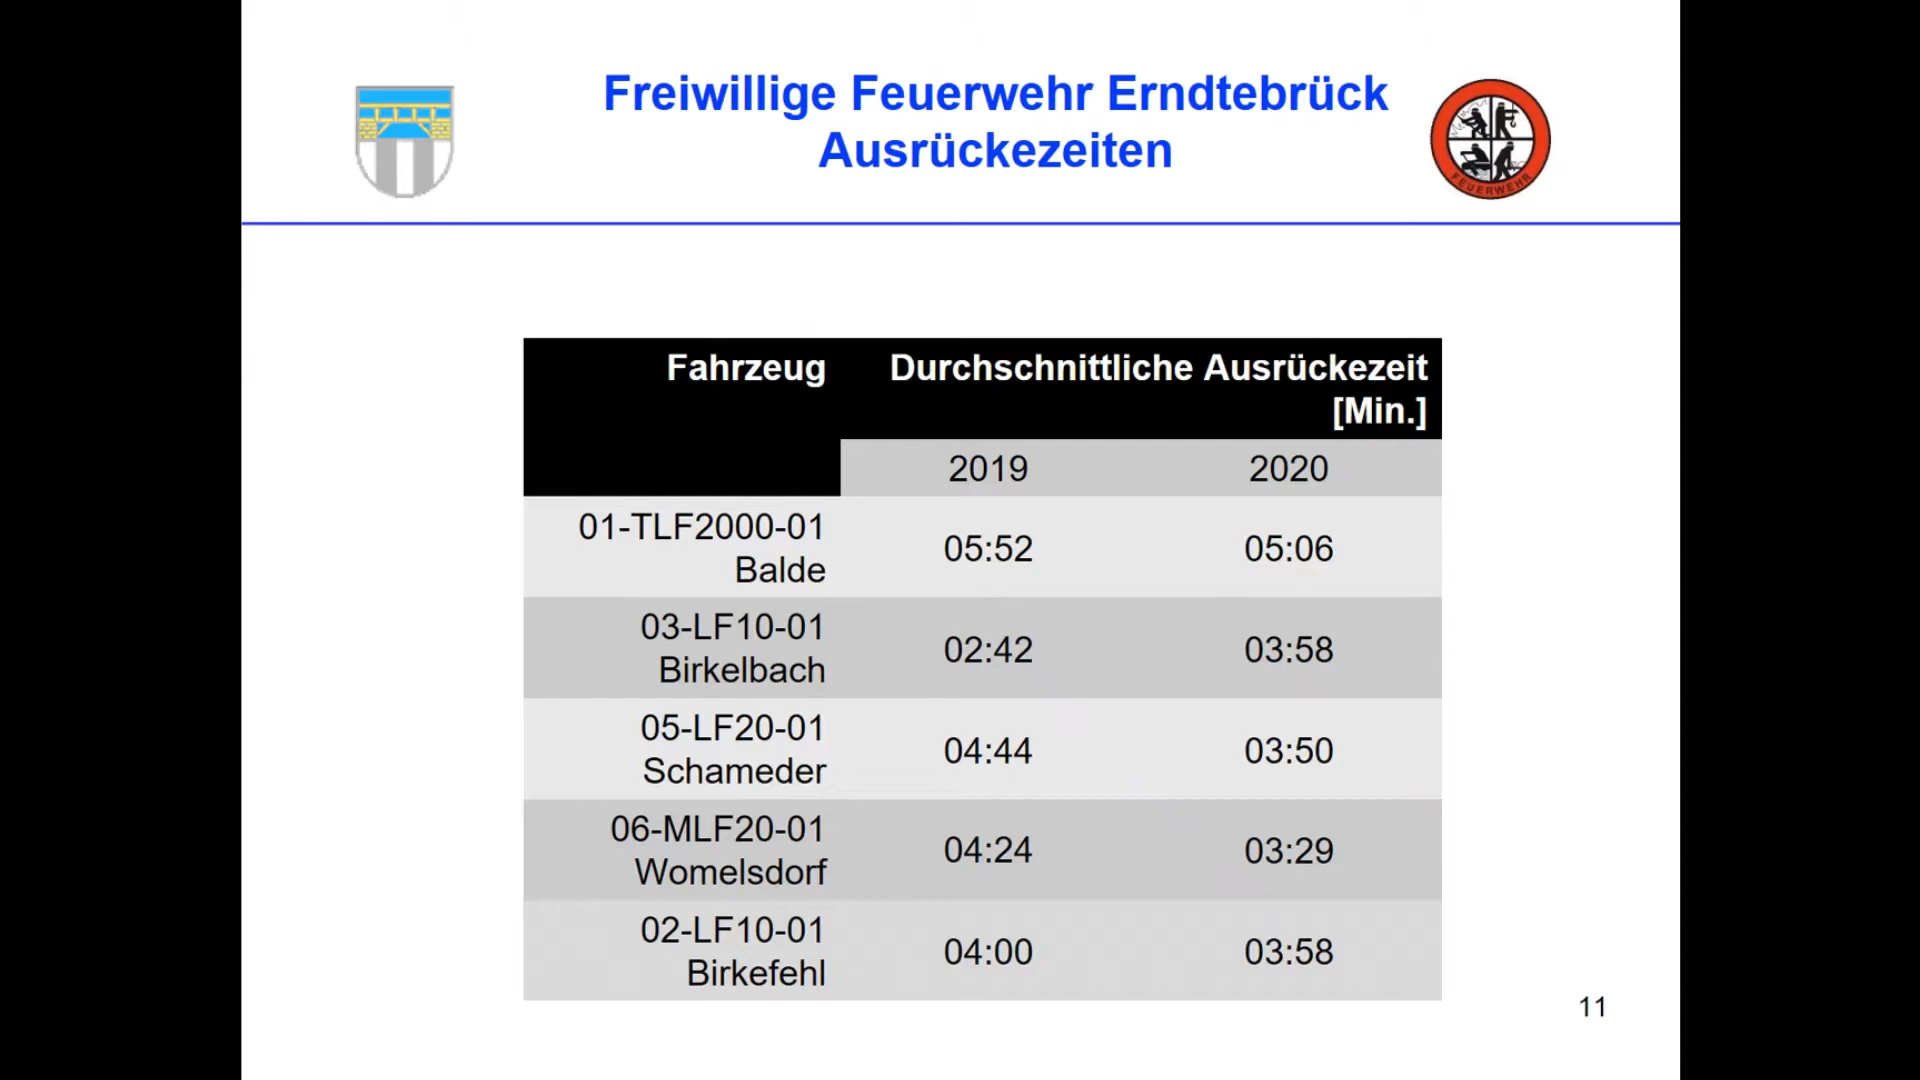 Freiwillige Feuerwehr Erndtebrück
Ausrückezeiten
FEUERWEHR
Fahrzeug
Durchschnittliche Ausrückezeit
[Min.]
2019 2020
01-TLF2000-01
Balde
05:52 05:06
03-LF10-01
Birkelbach
02:42 03:58
05-LF20-01
Schameder
04:44 03:50
06-MLF20-01
Womelsdorf
04:24 03:29
02-LF10-01
Birkefehl
04:00 03:58
11